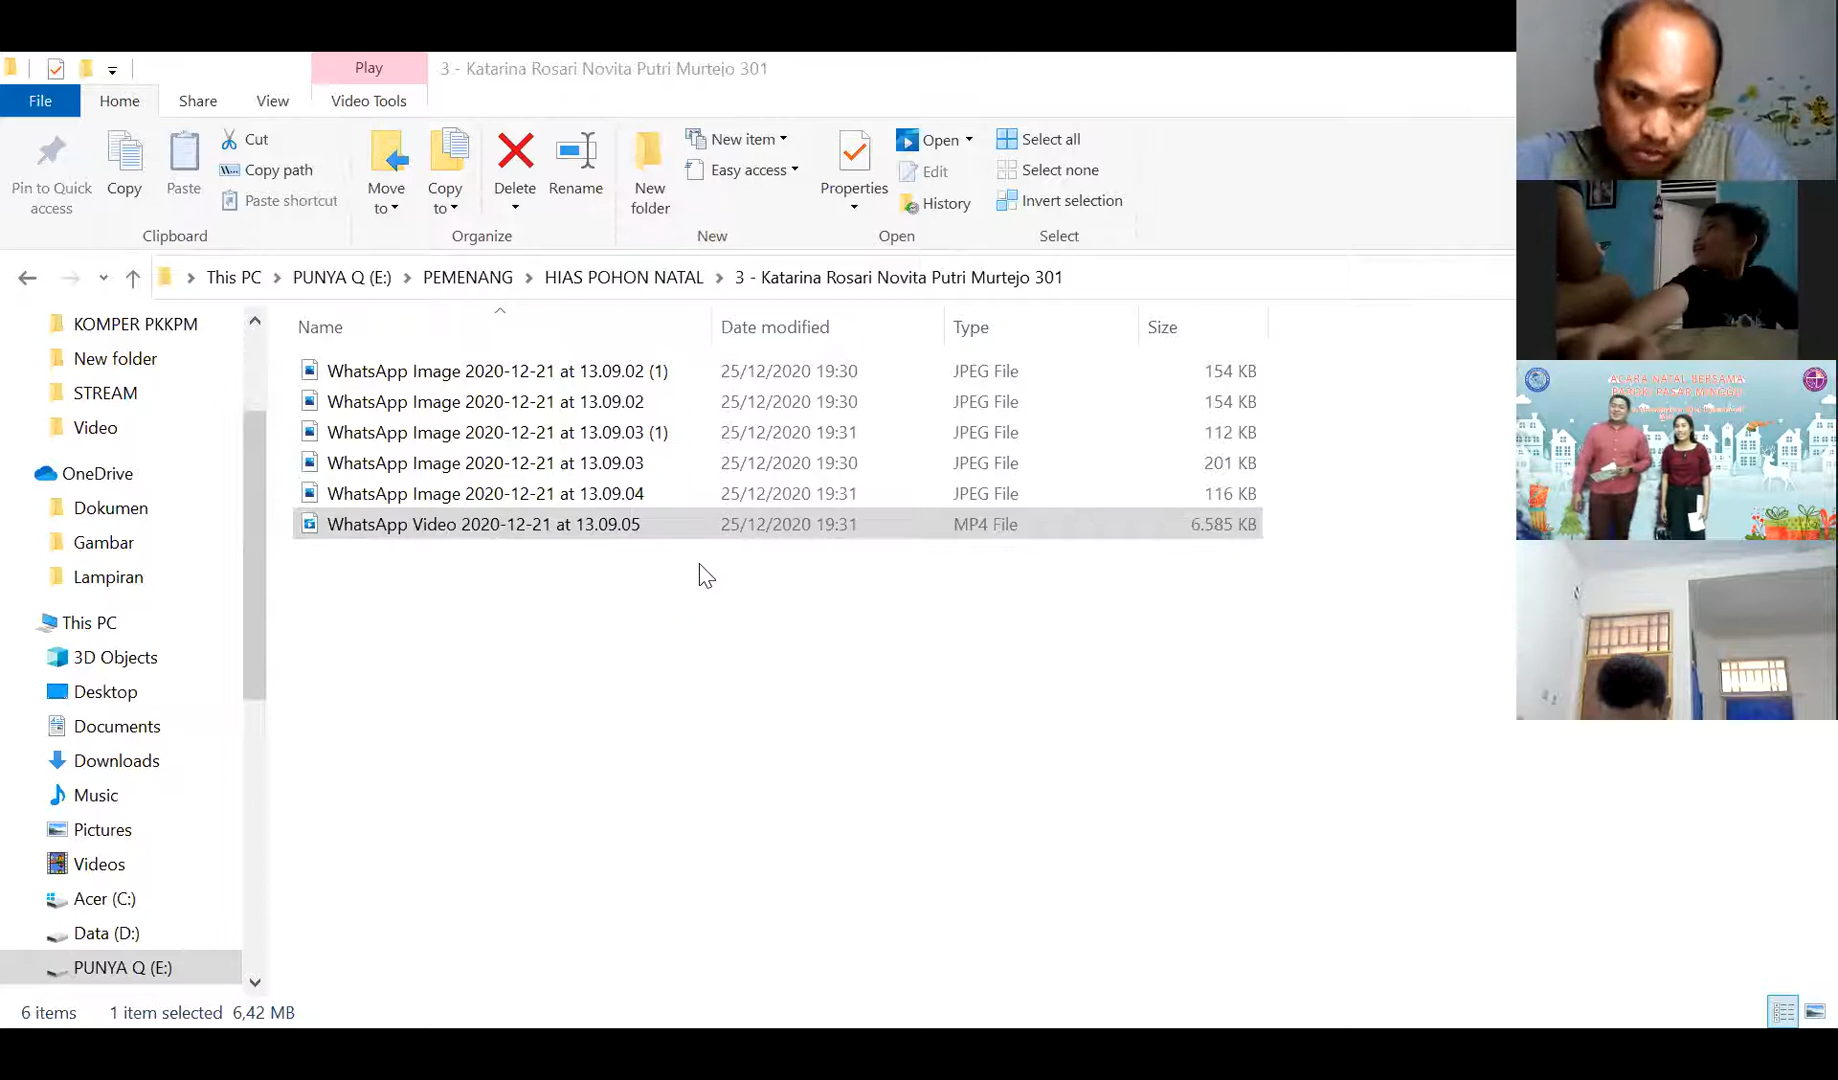 Play
3 - Katarina Rosari Novita Putri Murtejo 301
File
Home
Share
View
Video Tools
Pin to Quick access
Copy
Paste
Cut
Copy path
Paste shortcut
Clipboard
Move to
Copy to
Delete
Rename
Organize
New folder
New item
Easy access
New
Properties
Open
Edit
History
Open
Select all
Select none
Invert selection
Select
This PC > PUNYA Q (E:) > PEMENANG > HIAS POHON NATAL > 3 - Katarina Rosari Novita Putri Murtejo 301
KOMPER PKKPM
New folder
STREAM
Video
OneDrive
Dokumen
Gambar
Lampiran
This PC
3D Objects
Desktop
Documents
Downloads
Music
Pictures
Videos
Acer (C:)
Data (D:)
PUNYA Q (E:)
Name Date modified Type Size
WhatsApp Image 2020-12-21 at 13.09.02 (1) 25/12/2020 19:30 JPEG File 154 KB
WhatsApp Image 2020-12-21 at 13.09.02 25/12/2020 19:30 JPEG File 154 KB
WhatsApp Image 2020-12-21 at 13.09.03 (1) 25/12/2020 19:31 JPEG File 112 KB
WhatsApp Image 2020-12-21 at 13.09.03 25/12/2020 19:30 JPEG File 201 KB
WhatsApp Image 2020-12-21 at 13.09.04 25/12/2020 19:31 JPEG File 116 KB
WhatsApp Video 2020-12-21 at 13.09.05 25/12/2020 19:31 MP4 File 6.585 KB
6 items 1 item selected 6,42 MB
ACARA NATAL BERSAMA
PAROKI PASAR MINGGU